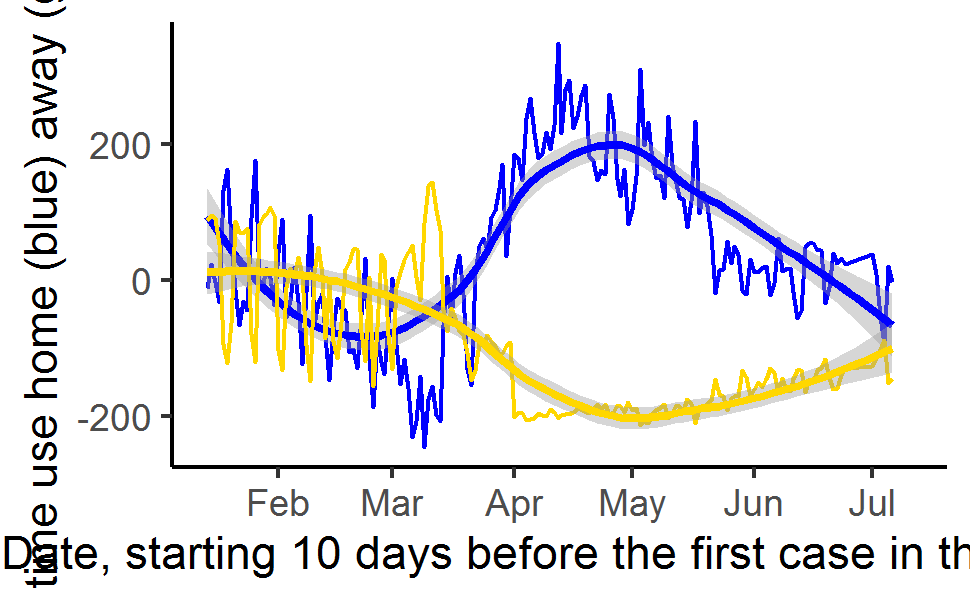 time use home (blue) away (
200
0
-200
Feb Mar Apr May Jun Jul
Date, starting 10 days before the first case in th